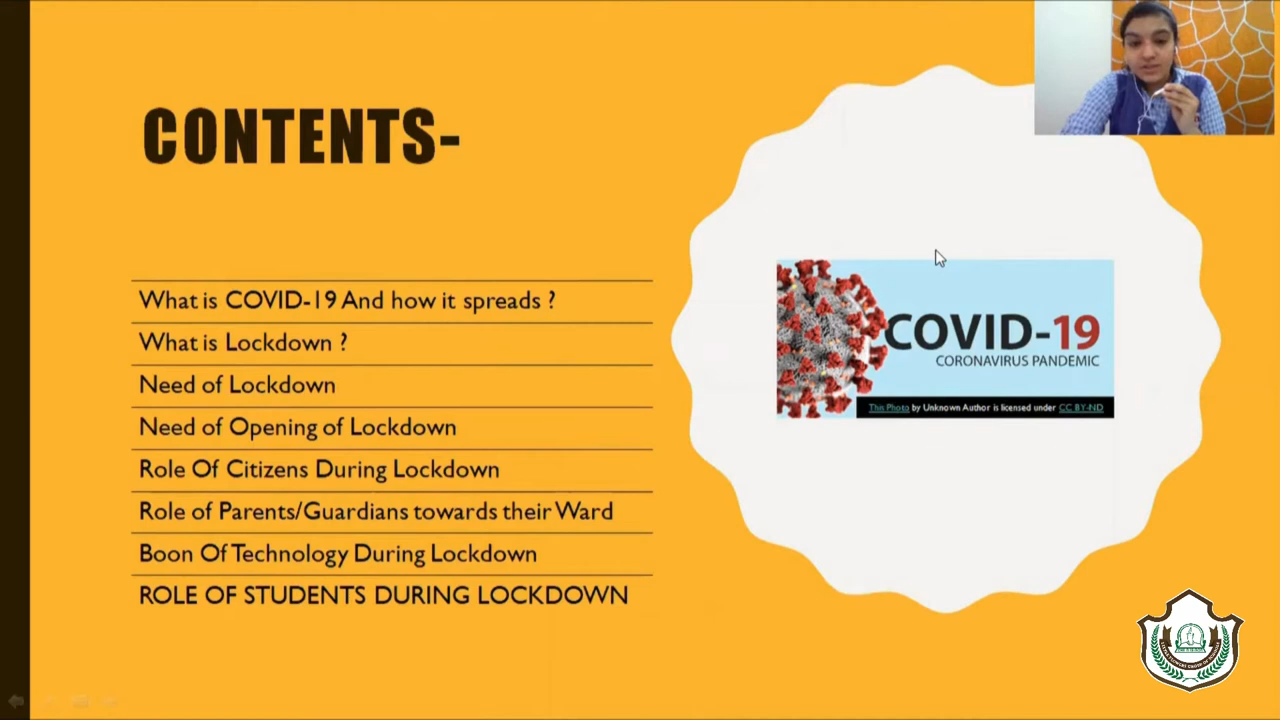 CONTENTS-
What is COVID-19 And how it spreads ?
What is Lockdown ?
Need of Lockdown
Need of Opening of Lockdown
Role Of Citizens During Lockdown
Role of Parents/Guardians towards their Ward
Boon Of Technology During Lockdown
ROLE OF STUDENTS DURING LOCKDOWN
COVID-19
CORONAVIRUS PANDEMIC
This Photo by Unknown Author is licensed under CC BY-ND